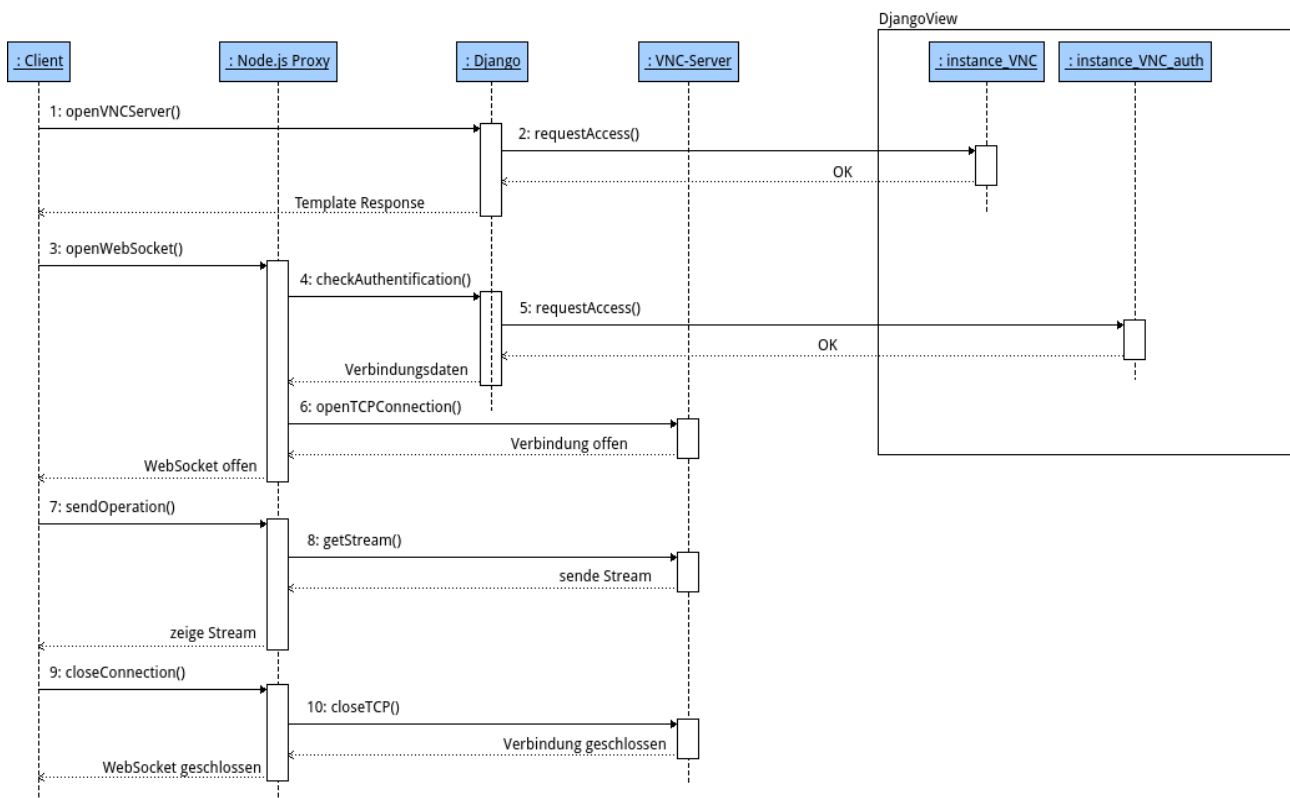 DjangoView
: Client
: Node.js Proxy
: Django
: VNC-Server
: instance_VNC
: instance_VNC_auth
1: openVNCServer()
2: requestAccess()
OK
Template Response
3: openWebSocket()
4: checkAuthentification()
5: requestAccess()
OK
Verbindungsdaten
6: openTCPConnection()
Verbindung offen
WebSocket offen
7: sendOperation()
8: getStream()
sende Stream
zeige Stream
9: closeConnection()
10: closeTCP()
Verbindung geschlossen
WebSocket geschlossen